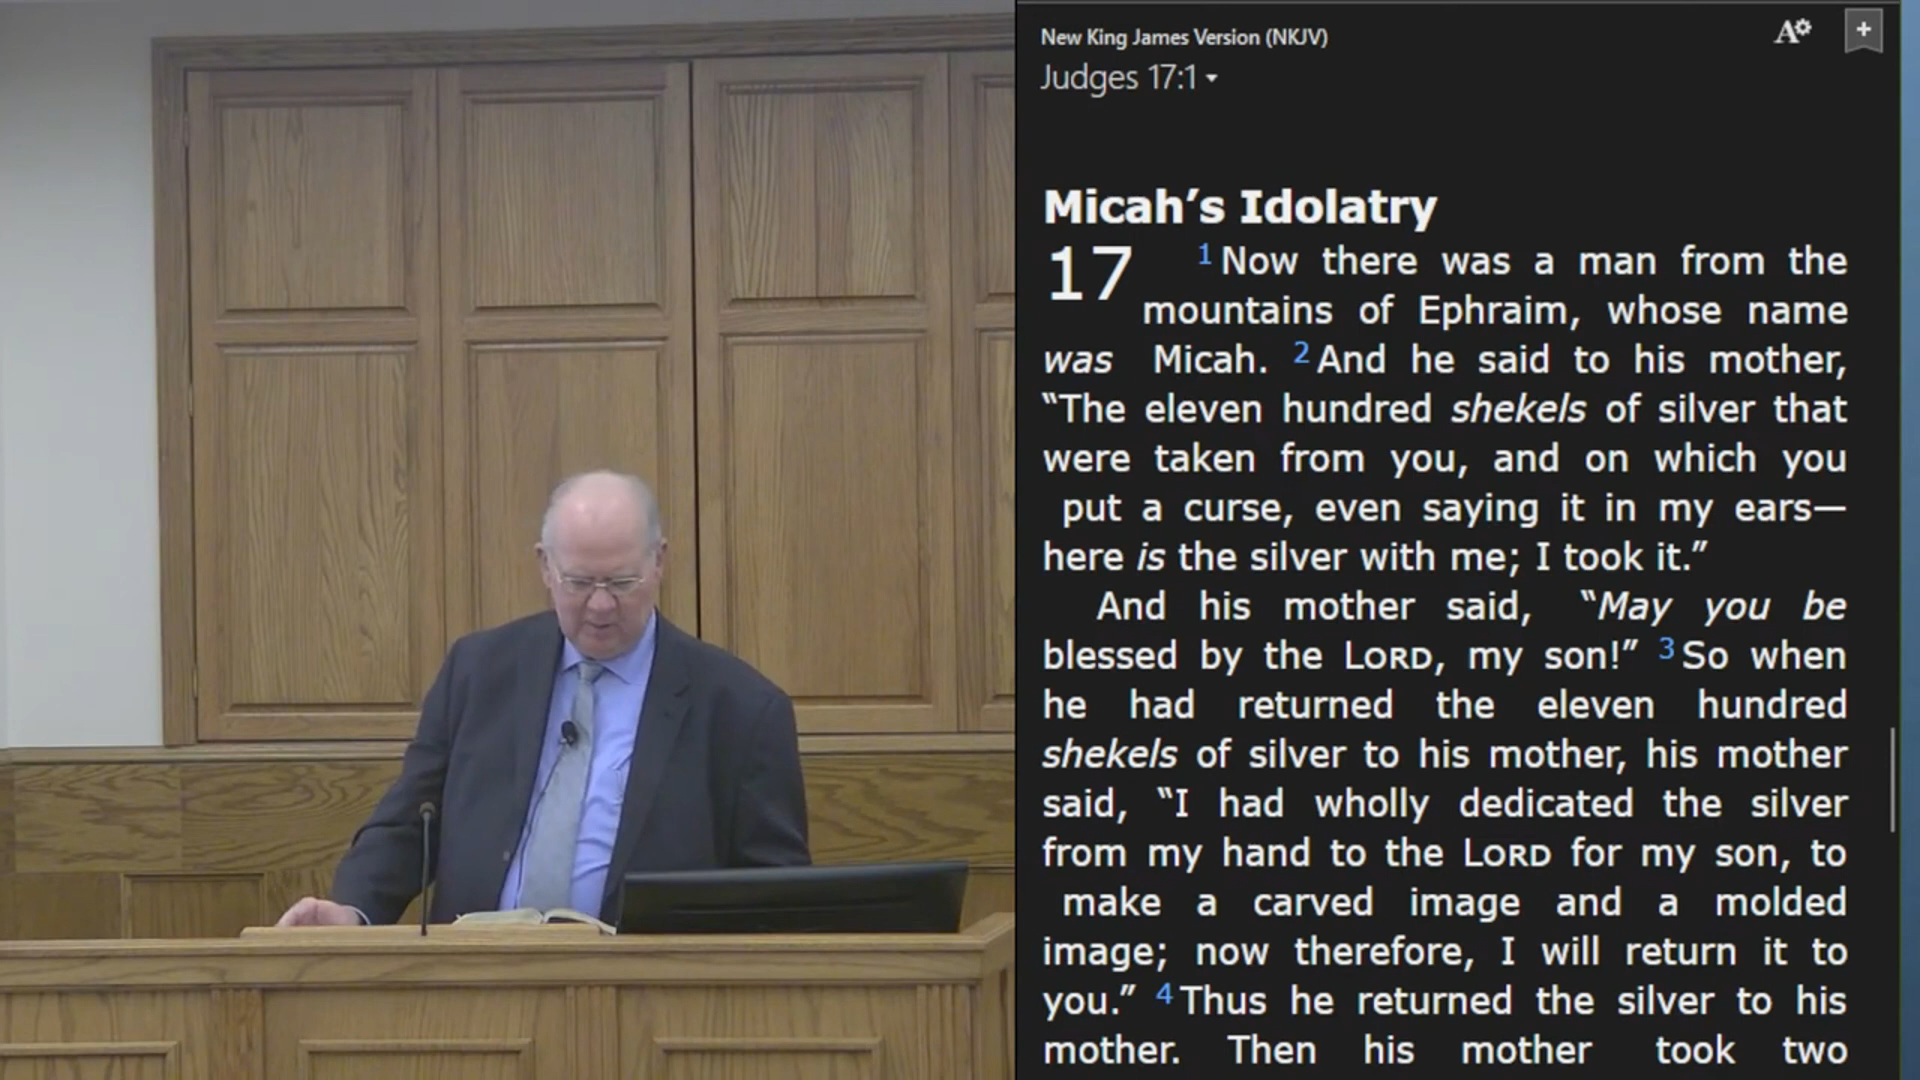 New King James Version (NKJV)
Judges 17:1
Micah’s Idolatry
17 1 Now there was a man from the
mountains of Ephraim, whose name
was Micah. 2 And he said to his mother,
“The eleven hundred shekels of silver that
were taken from you, and on which you
put a curse, even saying it in my ears—
here is the silver with me; I took it.”
And his mother said, “May you be
blessed by the LORD, my son!” 3 So when
he had returned the eleven hundred
shekels of silver to his mother, his mother
said, “I had wholly dedicated the silver
from my hand to the LORD for my son, to
make a carved image and a molded
image; now therefore, I will return it to
you.” 4 Thus he returned the silver to his
mother. Then his mother took two